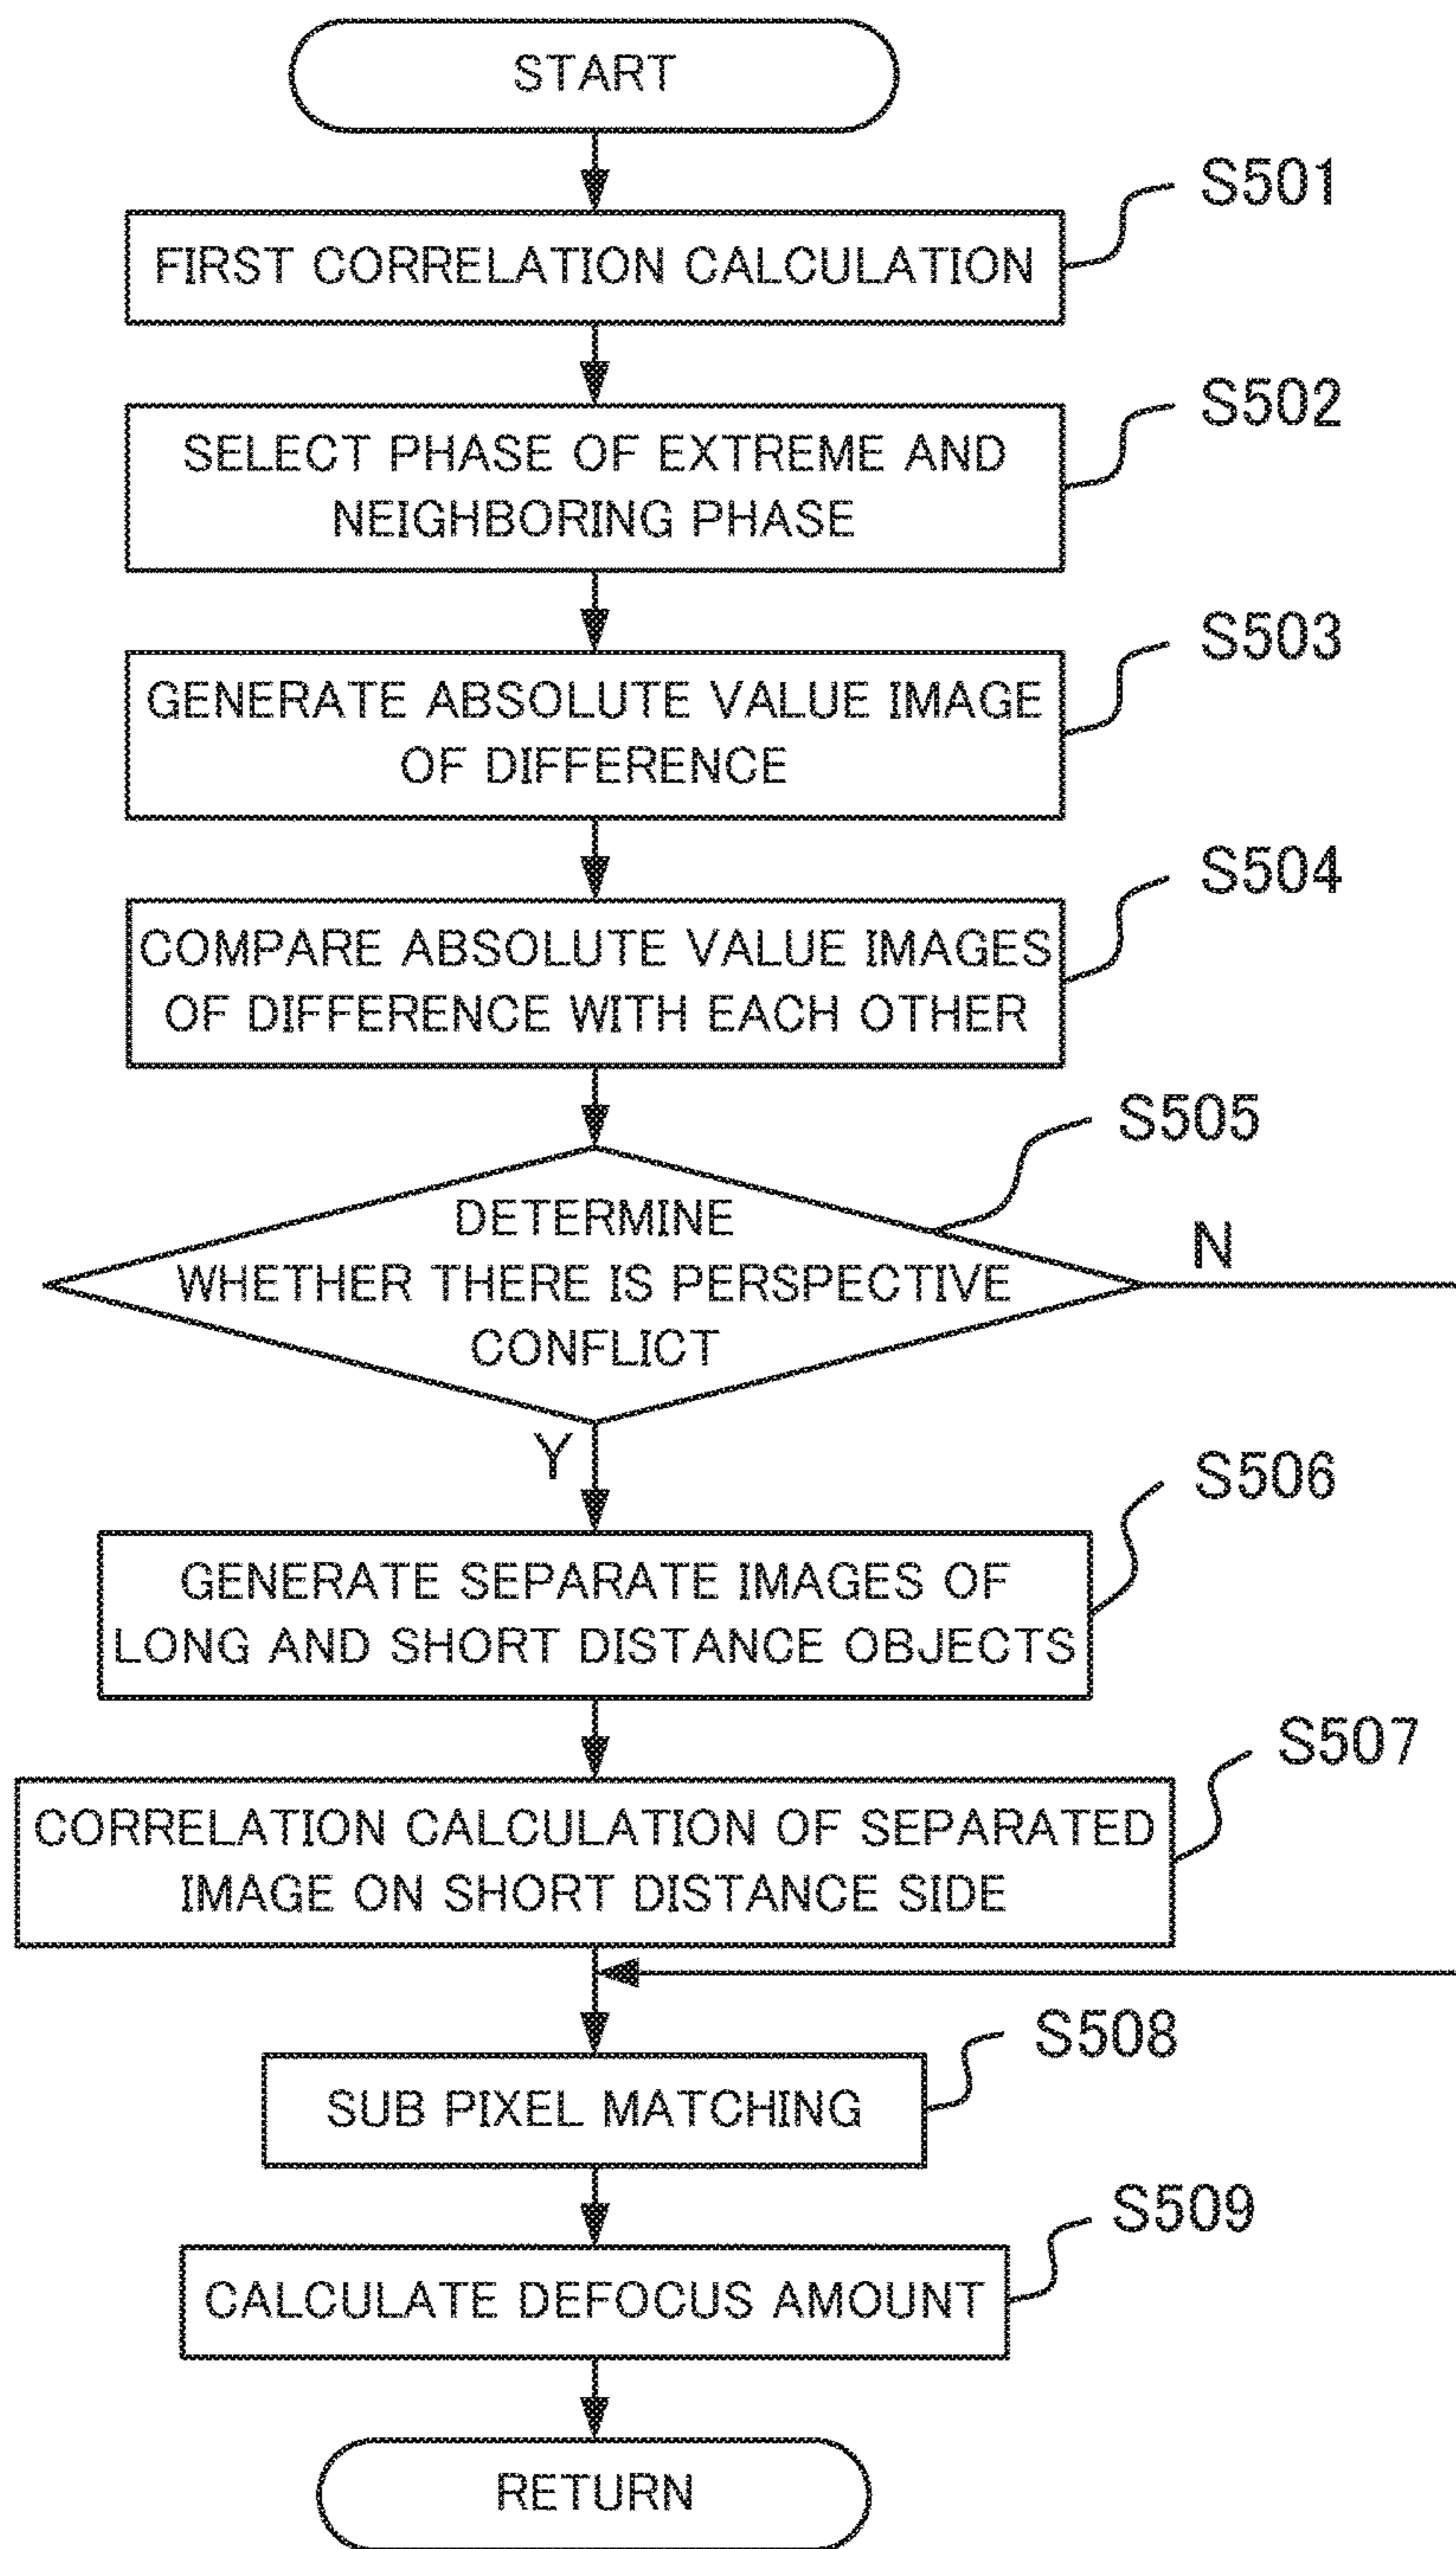 START
S501
FIRST CORRELATION CALCULATION
S502
SELECT PHASE OF EXTREME AND
NEIGHBORING PHASE
S503
GENERATE ABSOLUTE VALUE IMAGE
OF DIFFERENCE
S504
COMPARE ABSOLUTE VALUE IMAGES
OF DIFFERENCE WITH EACH OTHER
S505
DETERMINE
WHETHER THERE IS PERSPECTIVE
CONFLICT
N
Y
S506
GENERATE SEPARATE IMAGES OF
LONG AND SHORT DISTANCE OBJECTS
S507
CORRELATION CALCULATION OF SEPARATED
IMAGE ON SHORT DISTANCE SIDE
S508
SUB PIXEL MATCHING
S509
CALCULATE DEFOCUS AMOUNT
RETURN